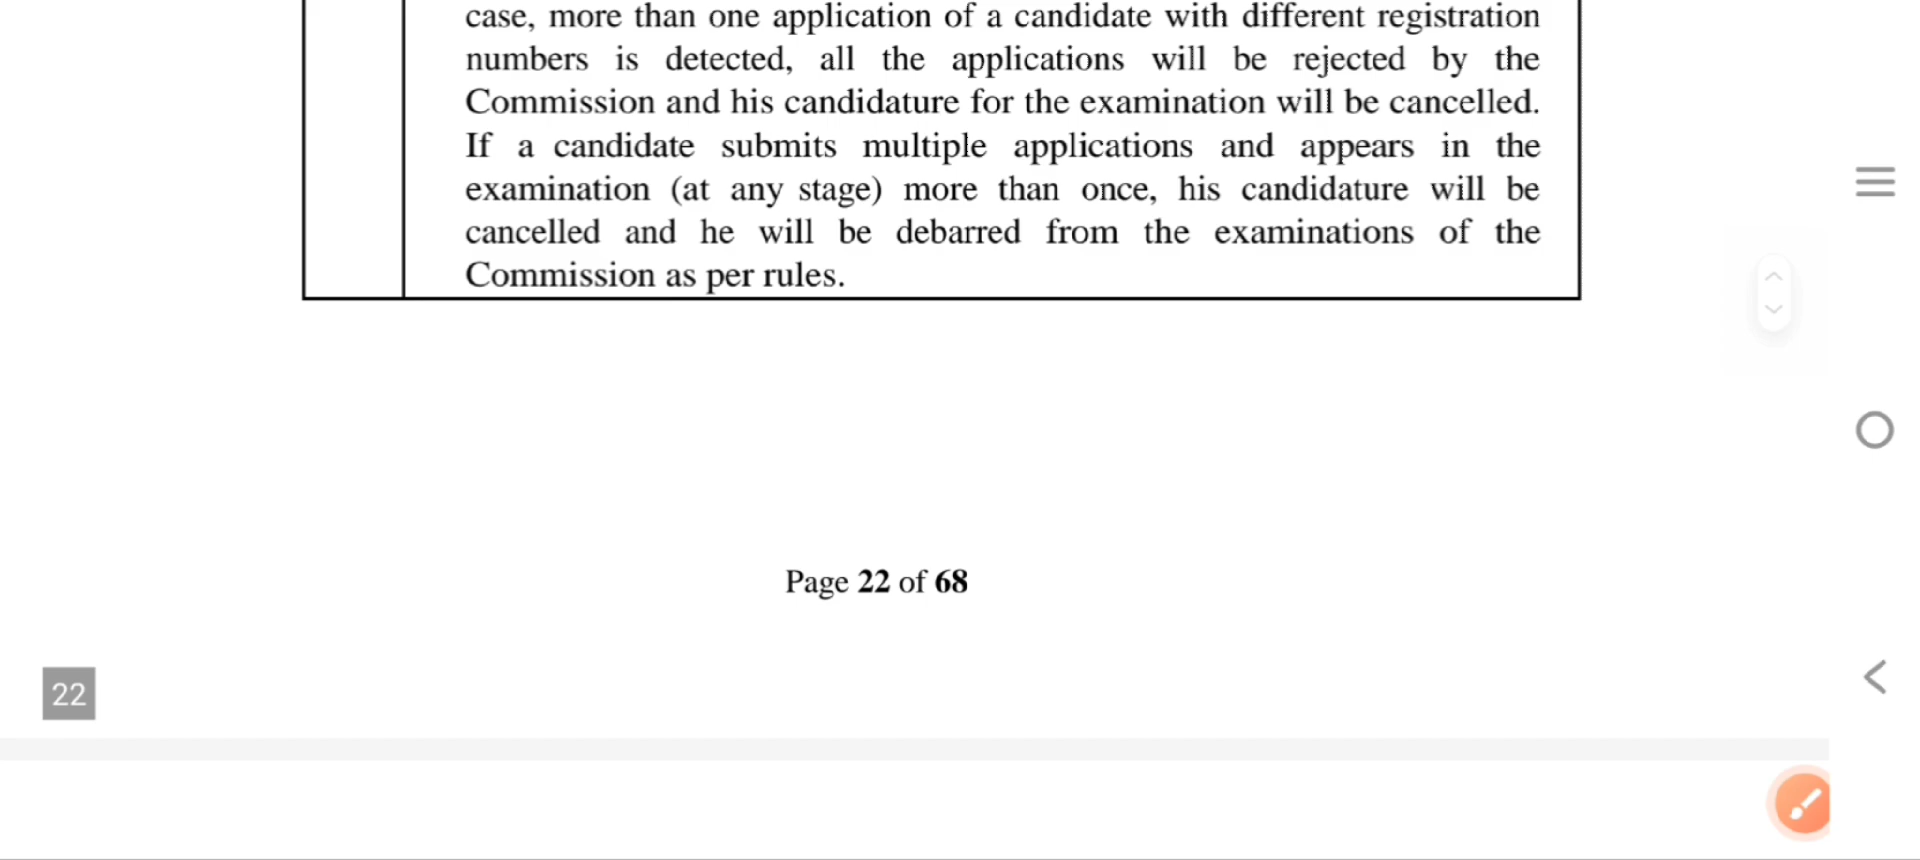 case, more than one application of a candidate with different registration
numbers is detected, all the applications will be rejected by the
Commission and his candidature for the examination will be cancelled.
If a candidate submits multiple applications and appears in the
examination (at any stage) more than once, his candidature will be
cancelled and he will be debarred from the examinations of the
Commission as per rules.
Page 22 of 68
22